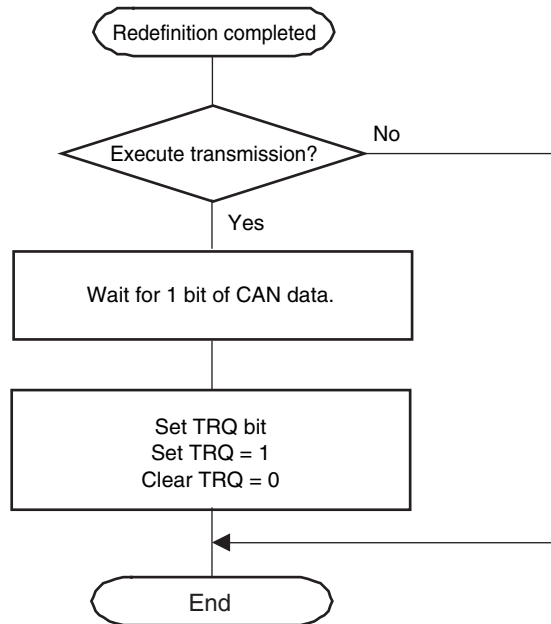 Redefinition completed
Execute transmission?
No
Yes
Wait for 1 bit of CAN data.
Set TRQ bit
Set TRQ = 1
Clear TRQ = 0
End